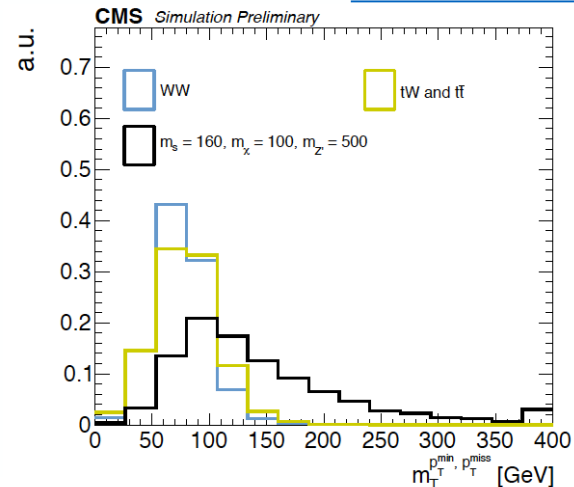 CMS Simulation Preliminary
a.u.
0.7
0.6
0.5
0.4
0.3
0.2
0.1
0
WW
tW and tt̄
m_s = 160, m_χ = 100, m_Z' = 500
0 50 100 150 200 250 300 350 400
m_T^{p_T^{min}, p_T^{miss}} [GeV]